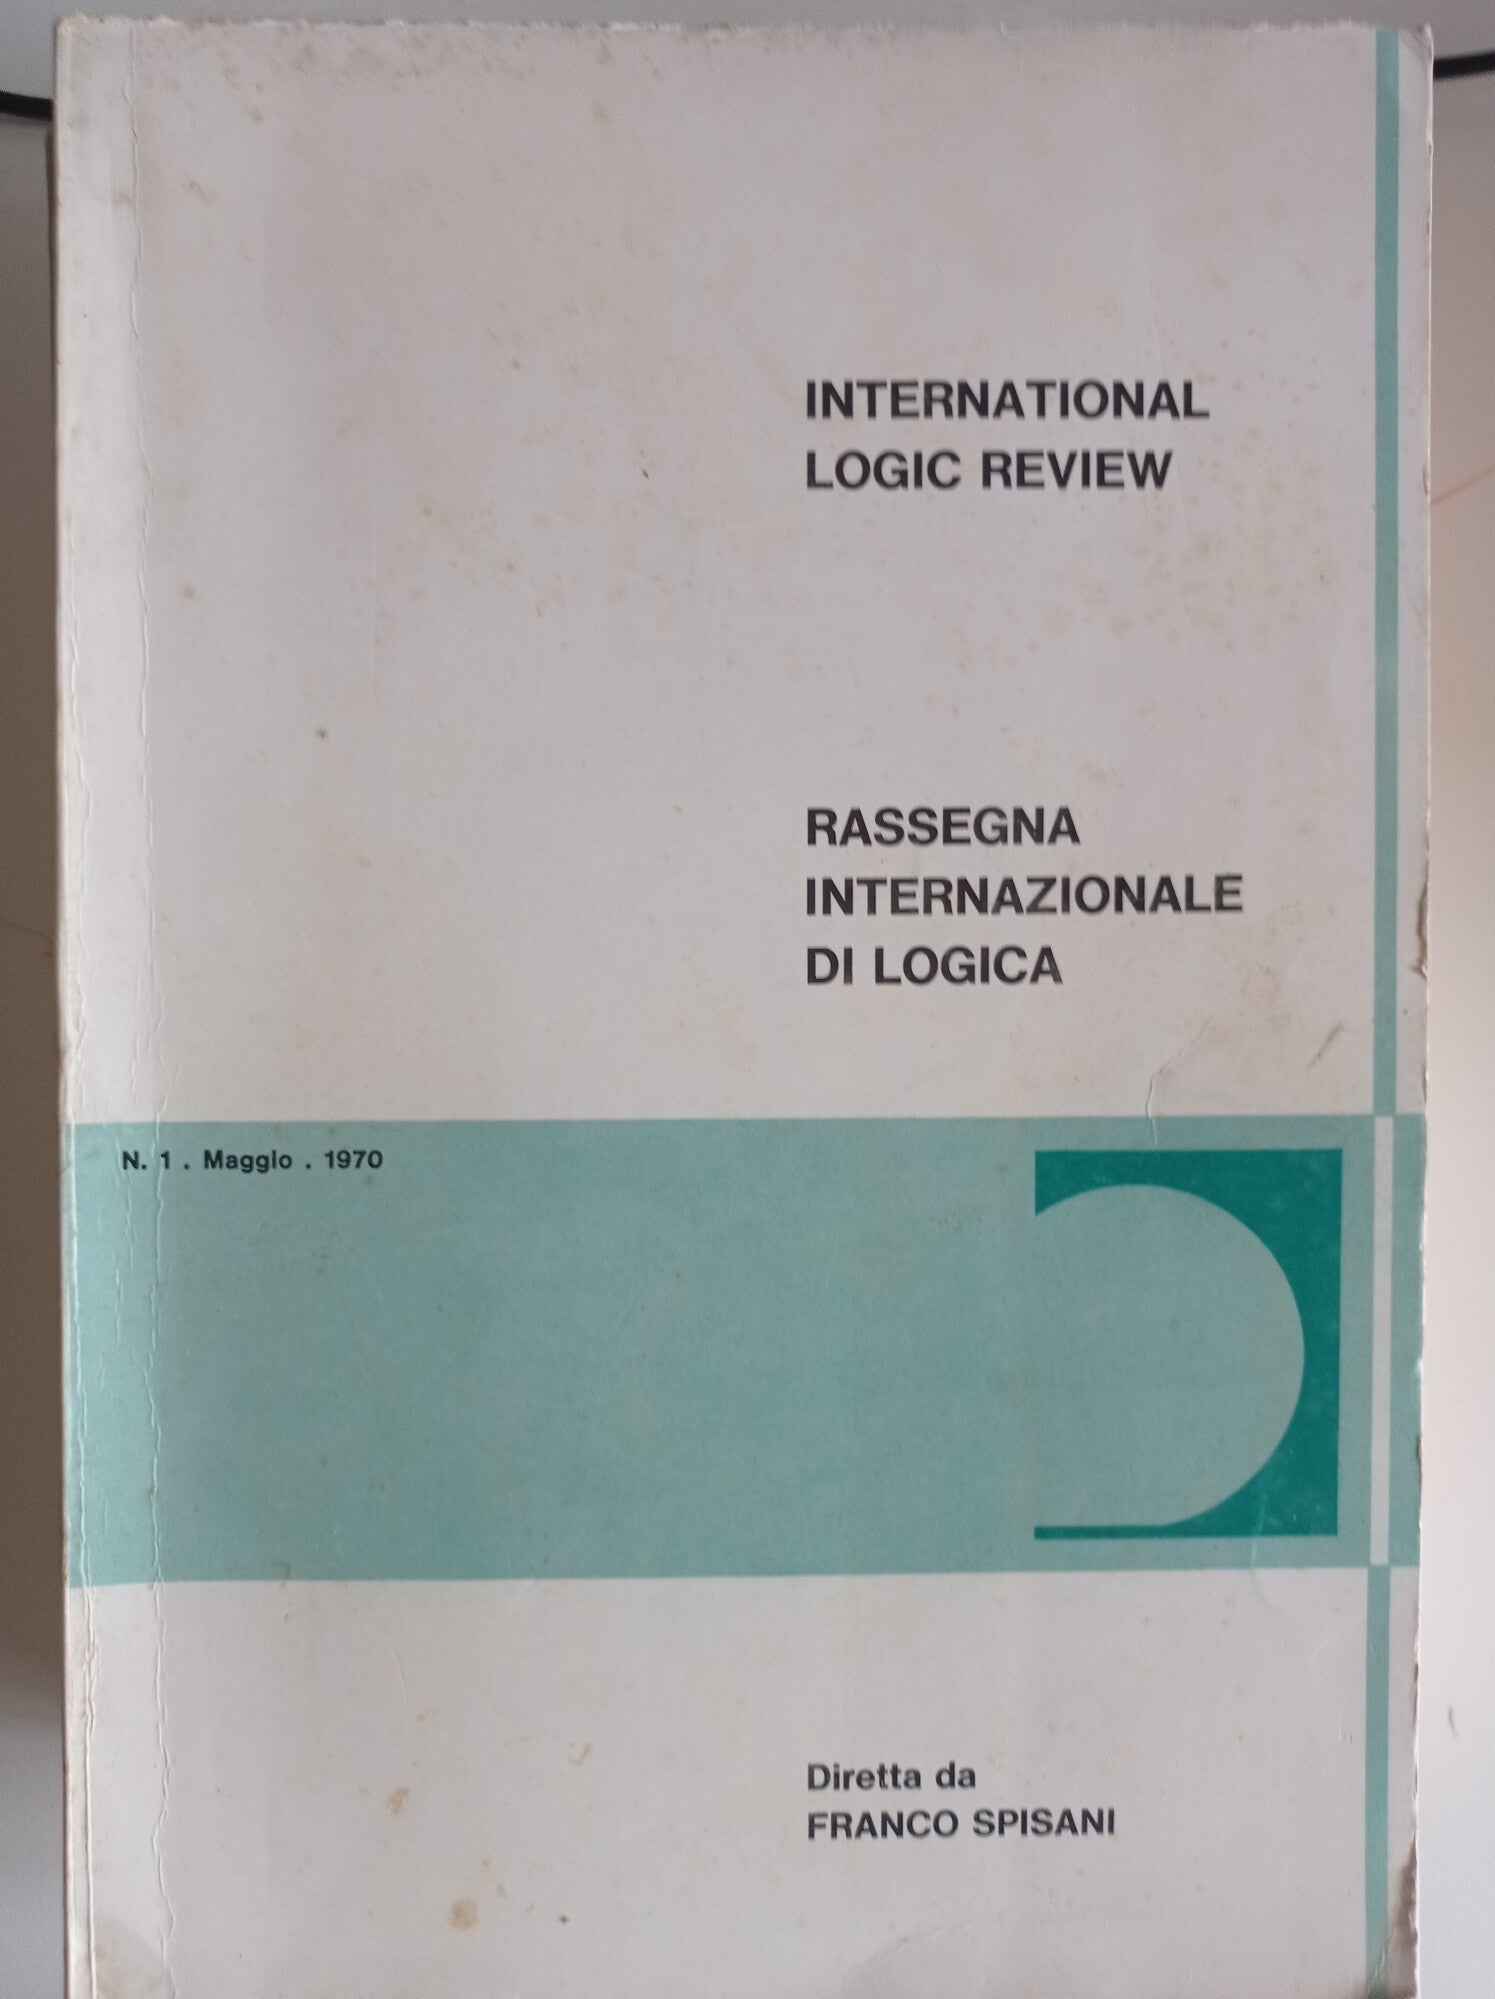 INTERNATIONAL
LOGIC REVIEW
RASSEGNA
INTERNAZIONALE
DI LOGICA
N. 1 . Maggio . 1970
Diretta da
FRANCO SPISANI